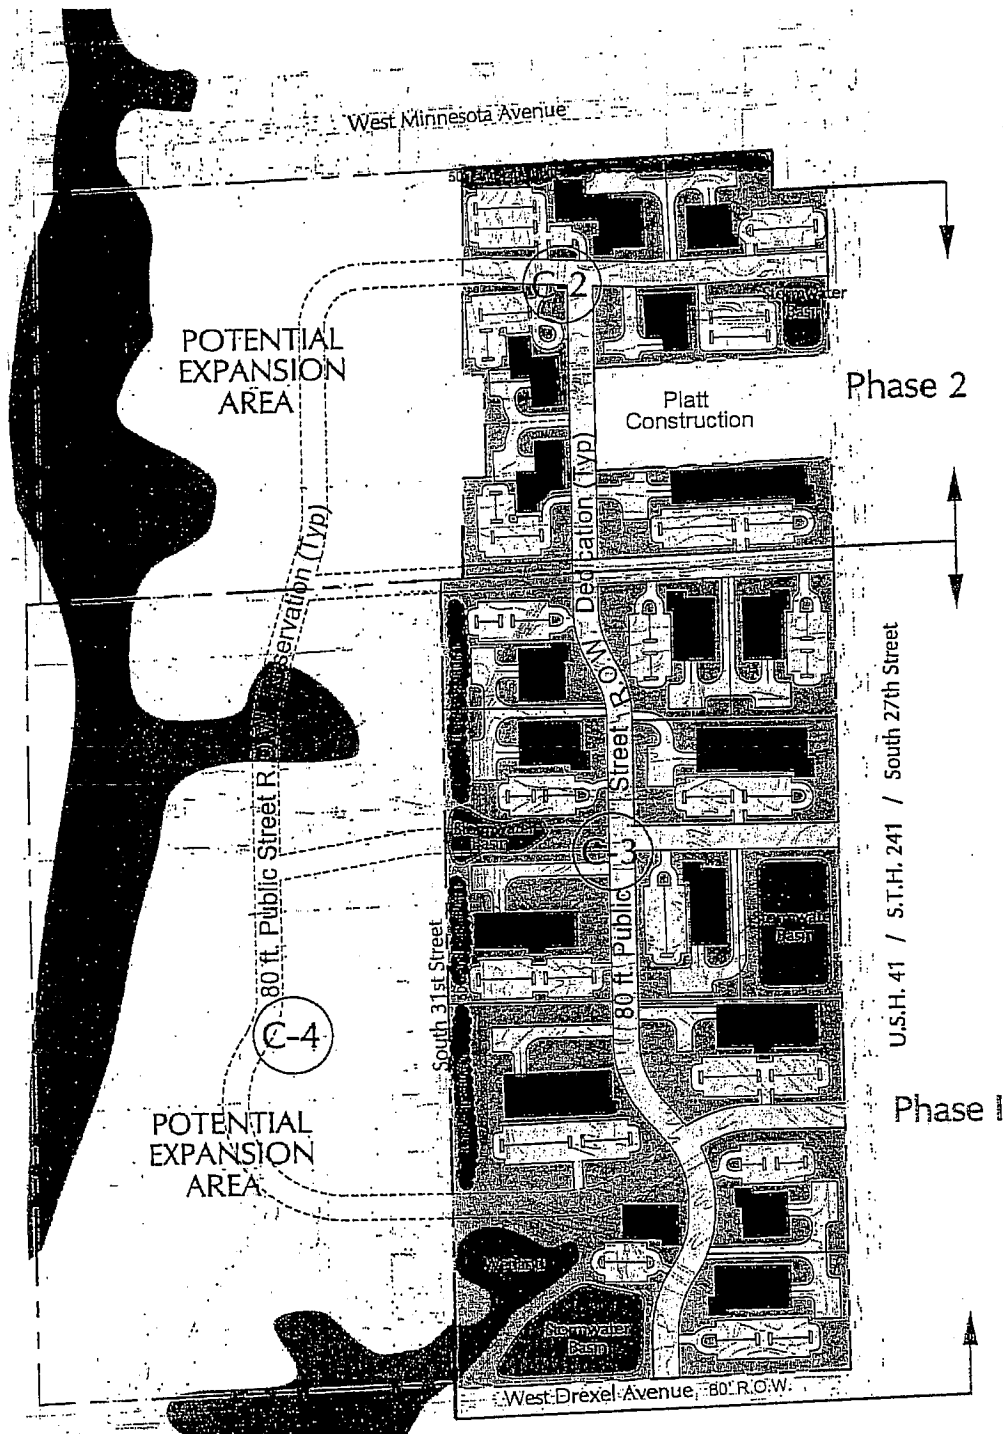 West Minnesota Avenue
C-2
Stormwater
Basin
POTENTIAL
EXPANSION
AREA
Platt
Construction
Phase 2
80 ft. Public Street R.O.W. Dedication (Typ)
80 ft. Public Street R.O.W. Reservation (Typ)
U.S.H. 41 / S.T.H. 241 / South 27th Street
C-3
Stormwater
Basin
South 31st Street
C-4
POTENTIAL
EXPANSION
AREA
Phase I
Wetland
Stormwater
Basin
West Drexel Avenue 80' R.O.W.